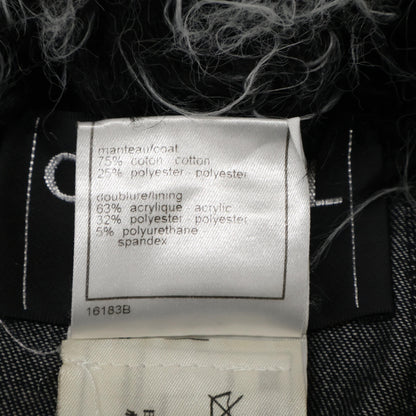 manteau/coat
75% coton - cotton
25% polyester - polyester
doublure/lining
63% acrylique - acrylic
32% polyester - polyester
5% polyurethane
spandex
16183B